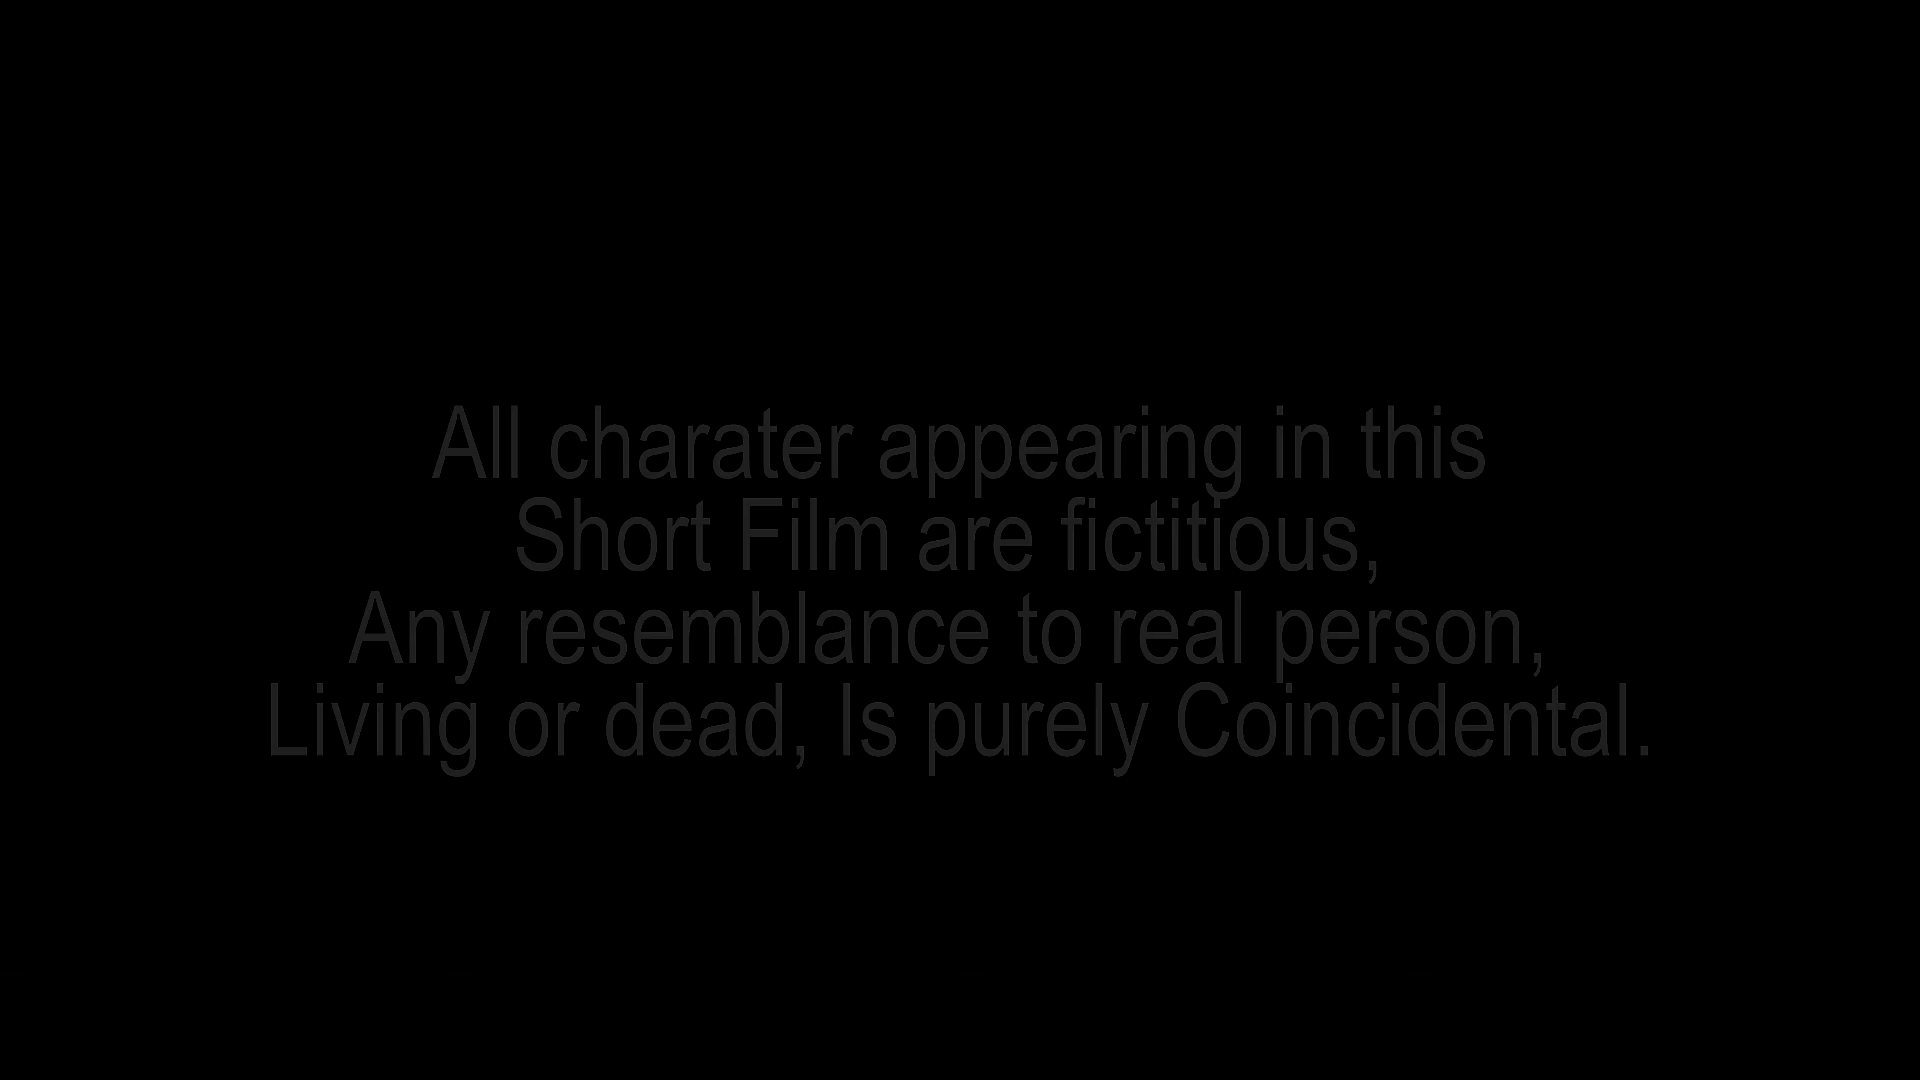 All charater appearing in this
Short Film are fictitious,
Any resemblance to real person,
Living or dead, Is purely Coincidental.